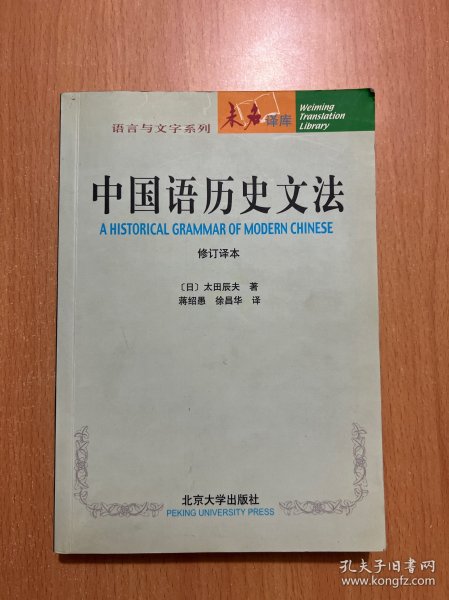 语言与文字系列
未名译库
Weiming
Translation
Library
中国语历史文法
A HISTORICAL GRAMMAR OF MODERN CHINESE
修订译本
〔日〕太田辰夫 著
蒋绍愚 徐昌华 译
北京大学出版社
PEKING UNIVERSITY PRESS
孔夫子旧书网
www.kongfz.com